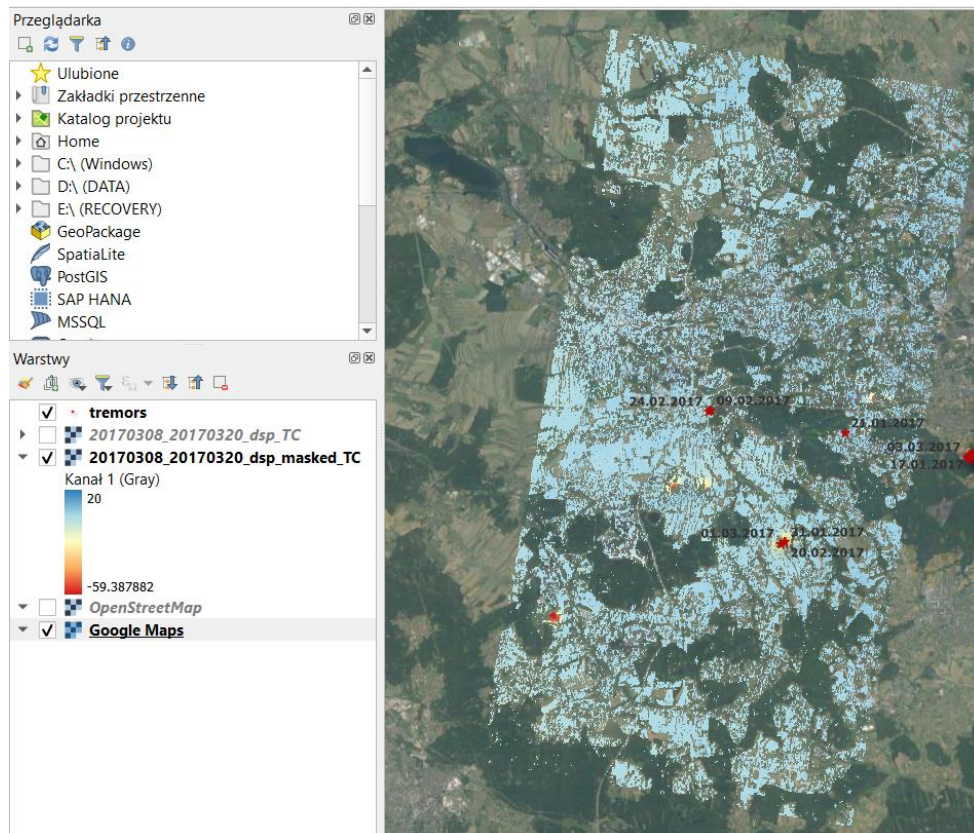 Przeglądarka
Ulubione
Zakładki przestrzenne
Katalog projektu
Home
C:\ (Windows)
D:\ (DATA)
E:\ (RECOVERY)
GeoPackage
SpatiaLite
PostGIS
SAP HANA
MSSQL
Warstwy
tremors
20170308_20170320_dsp_TC
20170308_20170320_dsp_masked_TC
Kanał 1 (Gray)
20
-59.387882
OpenStreetMap
Google Maps
24.02.2017 09.02.2017
21.01.2017
03.03.2017
17.01.2017
01.03.2017 31.01.2017
20.02.2017